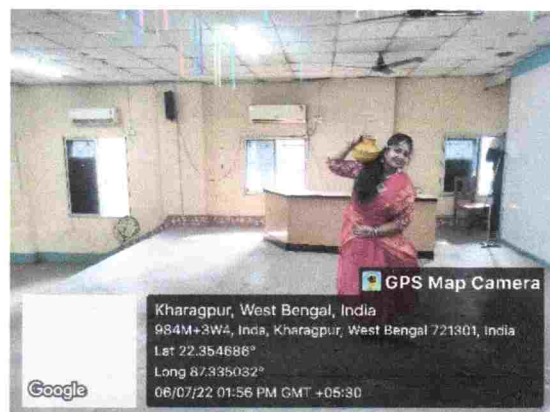 GPS Map Camera
Kharagpur, West Bengal, India
984M+3W4, Inda, Kharagpur, West Bengal 721301, India
Lat 22.354686°
Long 87.335032°
06/07/22 01:56 PM GMT +05:30
Google